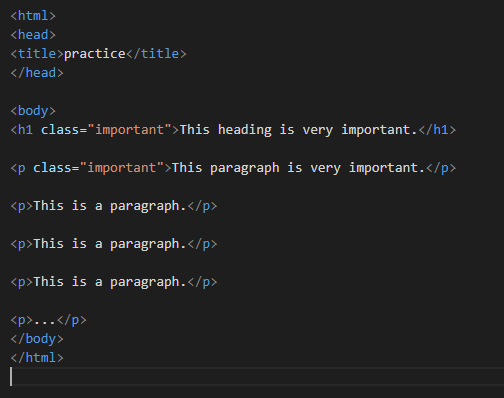 <html>
<head>
<title>practice</title>
</head>
<body>
<h1 class="important">This heading is very important.</h1>
<p class="important">This paragraph is very important.</p>
<p>This is a paragraph.</p>
<p>This is a paragraph.</p>
<p>This is a paragraph.</p>
<p>...</p>
</body>
</html>